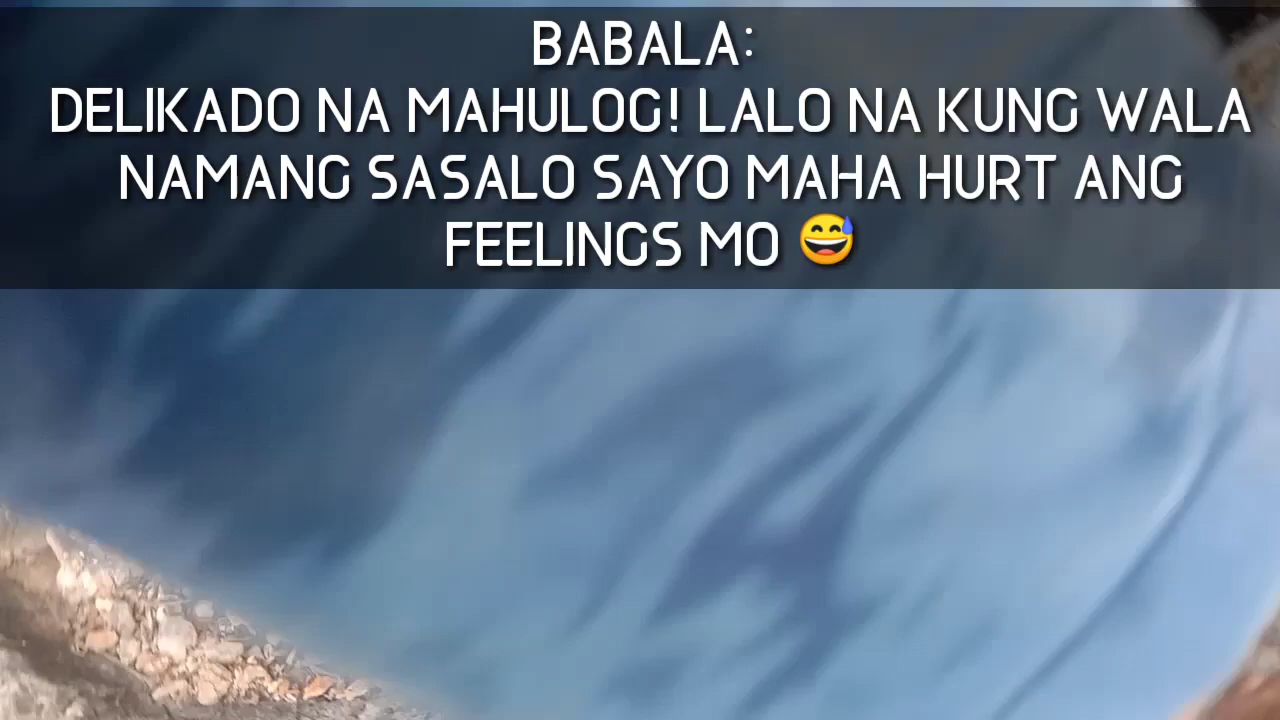 BABALA:
DELIKADO NA MAHULOG! LALO NA KUNG WALA
NAMANG SASALO SAYO MAHA HURT ANG
FEELINGS MO 😅